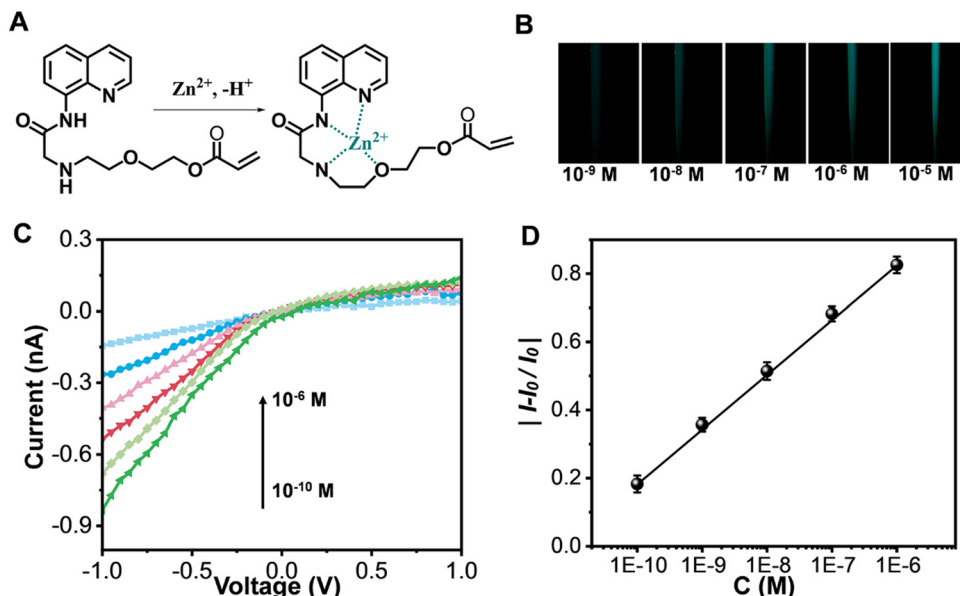 A
N
NH
O
N
H
O
O
O
Zn²⁺, -H⁺
N
N
O
Zn²⁺
N
O
O
O
B
10⁻⁹ M
10⁻⁸ M
10⁻⁷ M
10⁻⁶ M
10⁻⁵ M
C
Current (nA)
0.3
0.0
-0.3
-0.6
-0.9
10⁻⁶ M
10⁻¹⁰ M
-1.0
-0.5
0.0
0.5
1.0
Voltage (V)
D
| I-I₀ / I₀ |
0.8
0.6
0.4
0.2
0.0
1E-10
1E-9
1E-8
1E-7
1E-6
C (M)